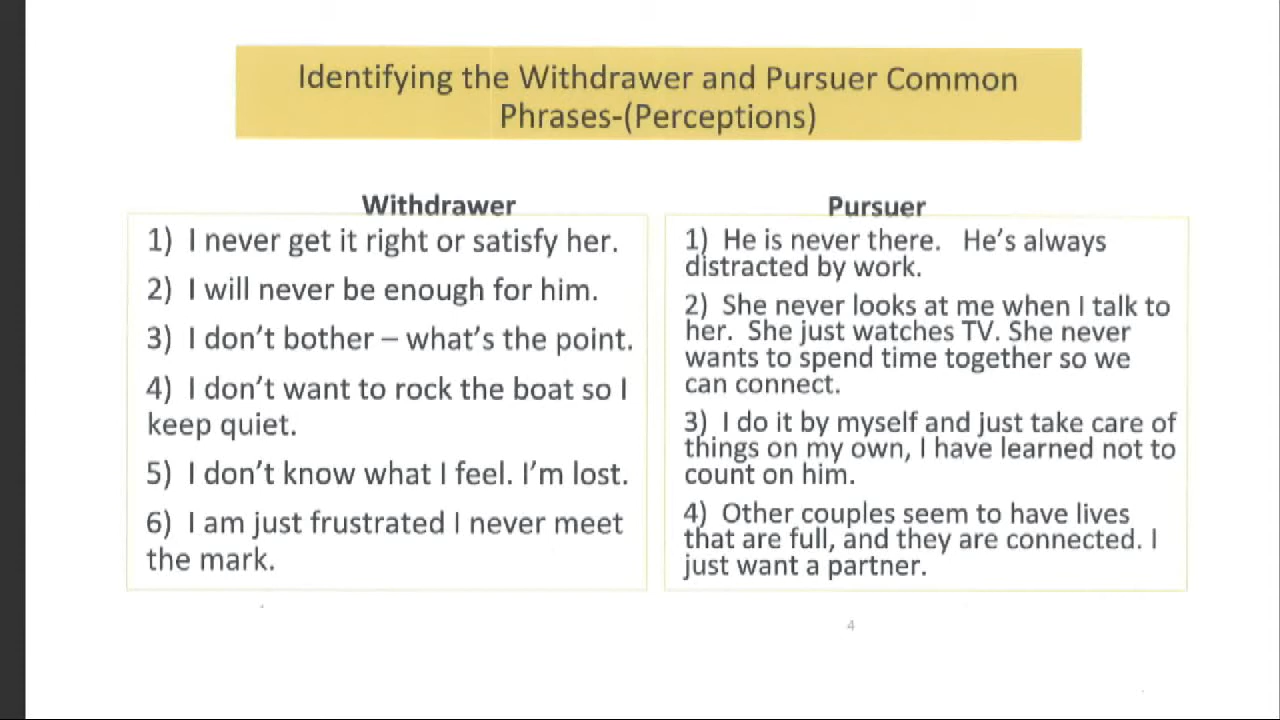 Identifying the Withdrawer and Pursuer Common
Phrases-(Perceptions)
Withdrawer
1) I never get it right or satisfy her.
2) I will never be enough for him.
3) I don't bother – what's the point.
4) I don't want to rock the boat so I
keep quiet.
5) I don't know what I feel. I'm lost.
6) I am just frustrated I never meet
the mark.
Pursuer
1) He is never there. He's always
distracted by work.
2) She never looks at me when I talk to
her. She just watches TV. She never
wants to spend time together so we
can connect.
3) I do it by myself and just take care of
things on my own, I have learned not to
count on him.
4) Other couples seem to have lives
that are full, and they are connected. I
just want a partner.
4